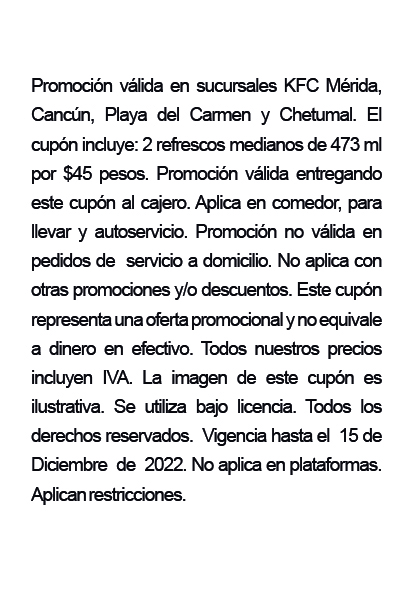 Promoción válida en sucursales KFC Mérida,
Cancún, Playa del Carmen y Chetumal. El
cupón incluye: 2 refrescos medianos de 473 ml
por $45 pesos. Promoción válida entregando
este cupón al cajero. Aplica en comedor, para
llevar y autoservicio. Promoción no válida en
pedidos de servicio a domicilio. No aplica con
otras promociones y/o descuentos. Este cupón
representa una oferta promocional y no equivale
a dinero en efectivo. Todos nuestros precios
incluyen IVA. La imagen de este cupón es
ilustrativa. Se utiliza bajo licencia. Todos los
derechos reservados. Vigencia hasta el 15 de
Diciembre de 2022. No aplica en plataformas.
Aplican restricciones.